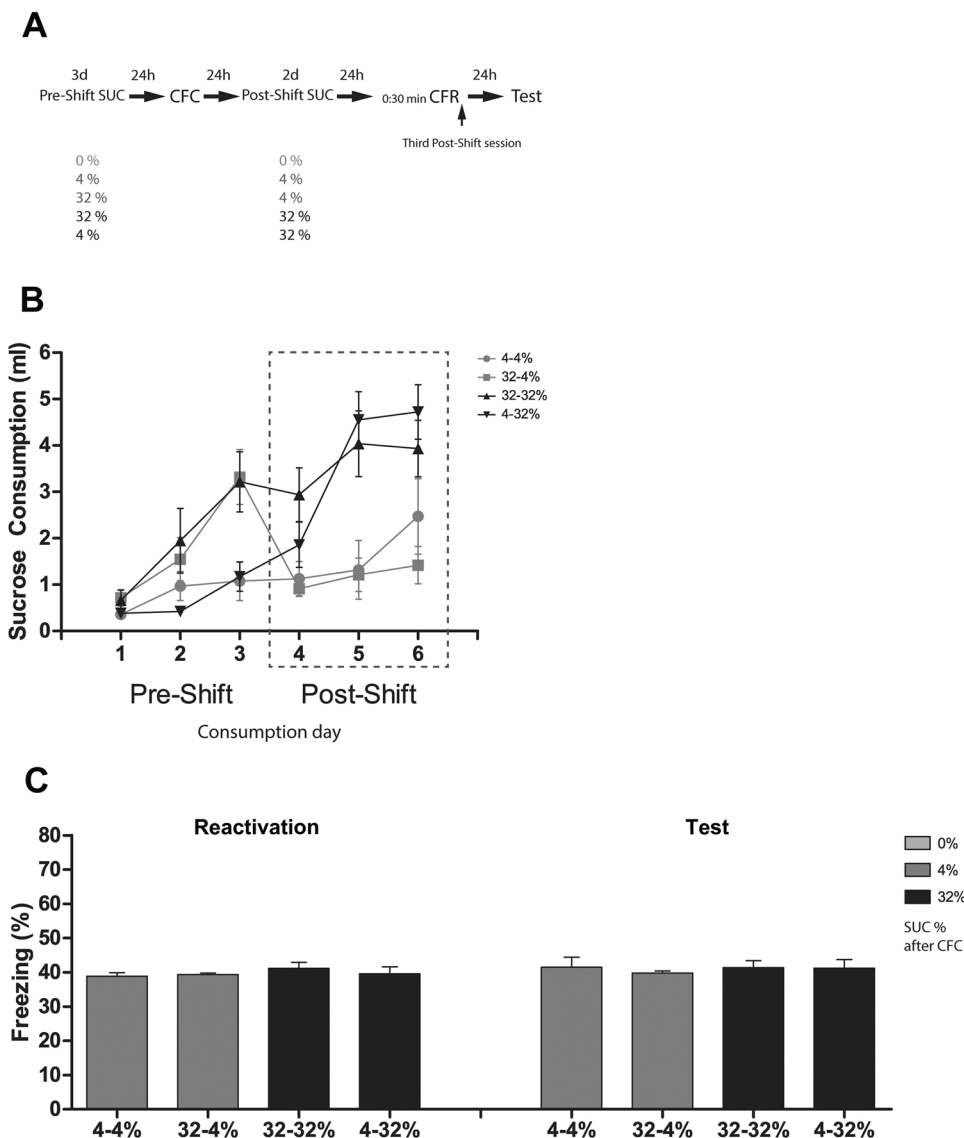 A
3d 24h 24h 2d 24h 24h
Pre-Shift SUC CFC Post-Shift SUC 0:30 min CFR Test
Third Post-Shift session
0 % 0 %
4 % 4 %
32 % 4 %
32 % 32 %
4 % 32 %
B
Sucrose Consumption (ml)
6
5
4
3
2
1
0
1 2 3 4 5 6
Pre-Shift Post-Shift
Consumption day
4-4%
32-4%
32-32%
4-32%
C
Reactivation Test
Freezing (%)
80
70
60
50
40
30
20
10
0
4-4% 32-4% 32-32% 4-32% 4-4% 32-4% 32-32% 4-32%
0%
4%
32%
SUC %
after CFC